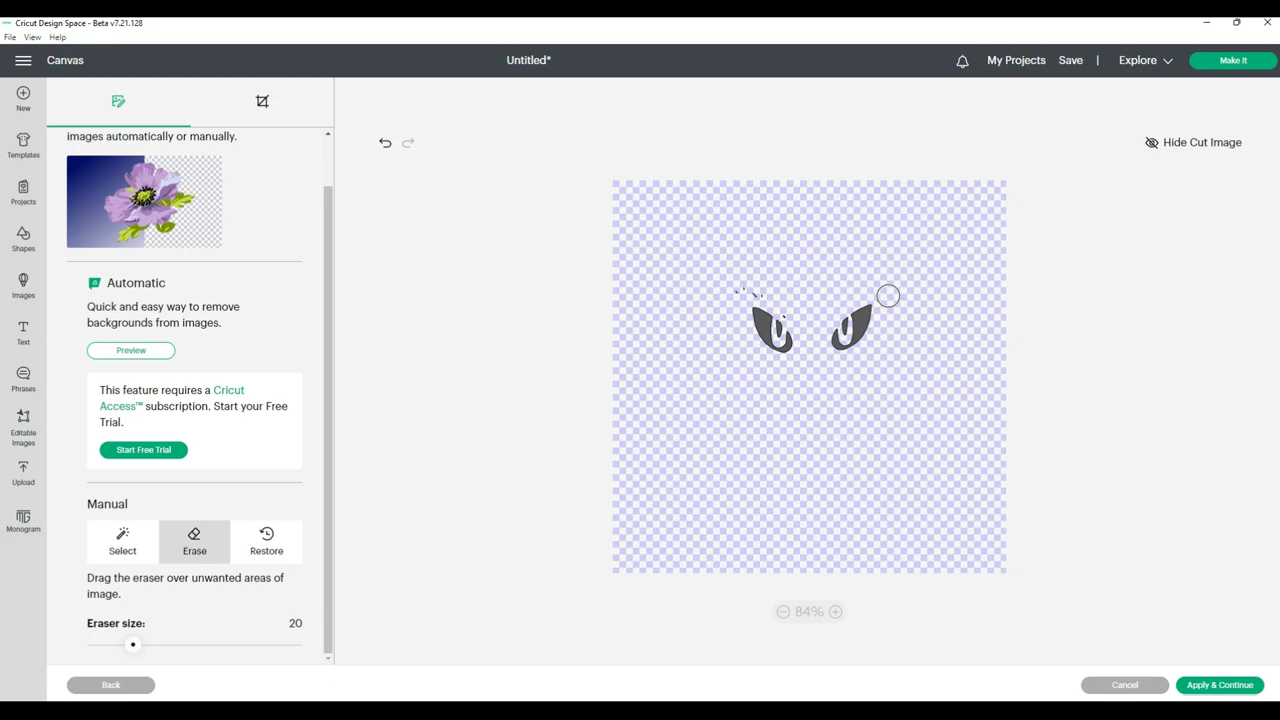 Cricut Design Space - Beta v7.21.128
File View Help
Canvas
Untitled*
My Projects Save | Explore
Make It
New
Templates
Projects
Shapes
Images
Text
Phrases
Editable
Images
Upload
Monogram
images automatically or manually.
Automatic
Quick and easy way to remove
backgrounds from images.
Preview
This feature requires a Cricut
Access™ subscription. Start your Free
Trial.
Start Free Trial
Manual
Select Erase Restore
Drag the eraser over unwanted areas of
image.
Eraser size: 20
Back
Hide Cut Image
84%
Cancel
Apply & Continue